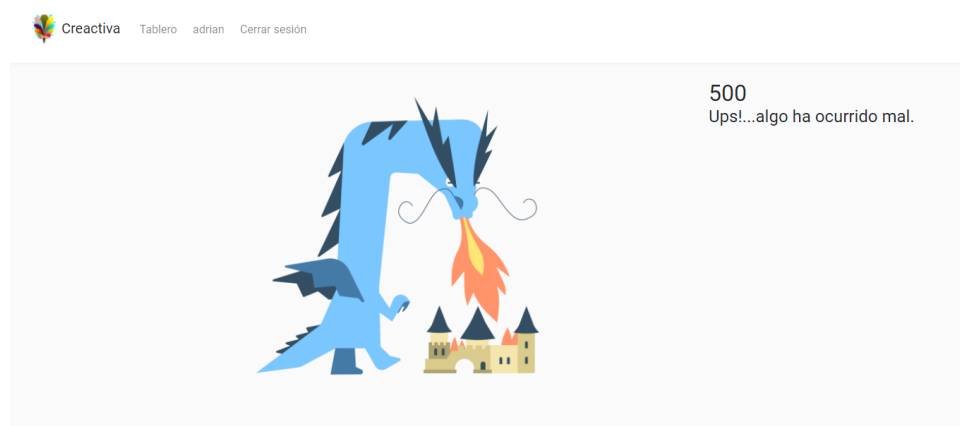 Creactiva Tablero adrian Cerrar sesión
500
Ups!...algo ha ocurrido mal.